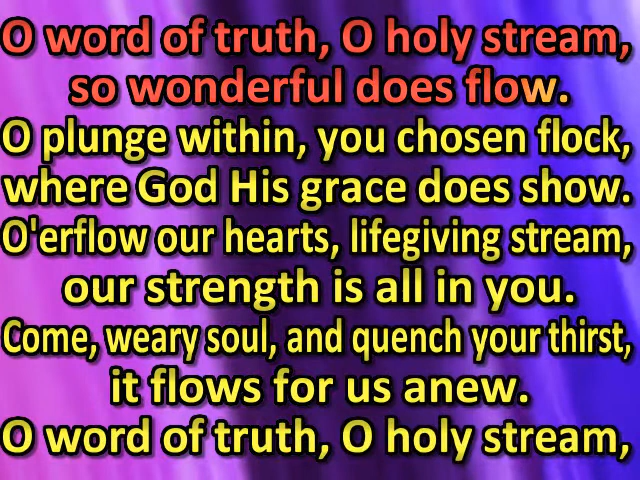 O word of truth, O holy stream,
so wonderful does flow.
O plunge within, you chosen flock,
where God His grace does show.
O'erflow our hearts, lifegiving stream,
our strength is all in you.
Come, weary soul, and quench your thirst,
it flows for us anew.
O word of truth, O holy stream,